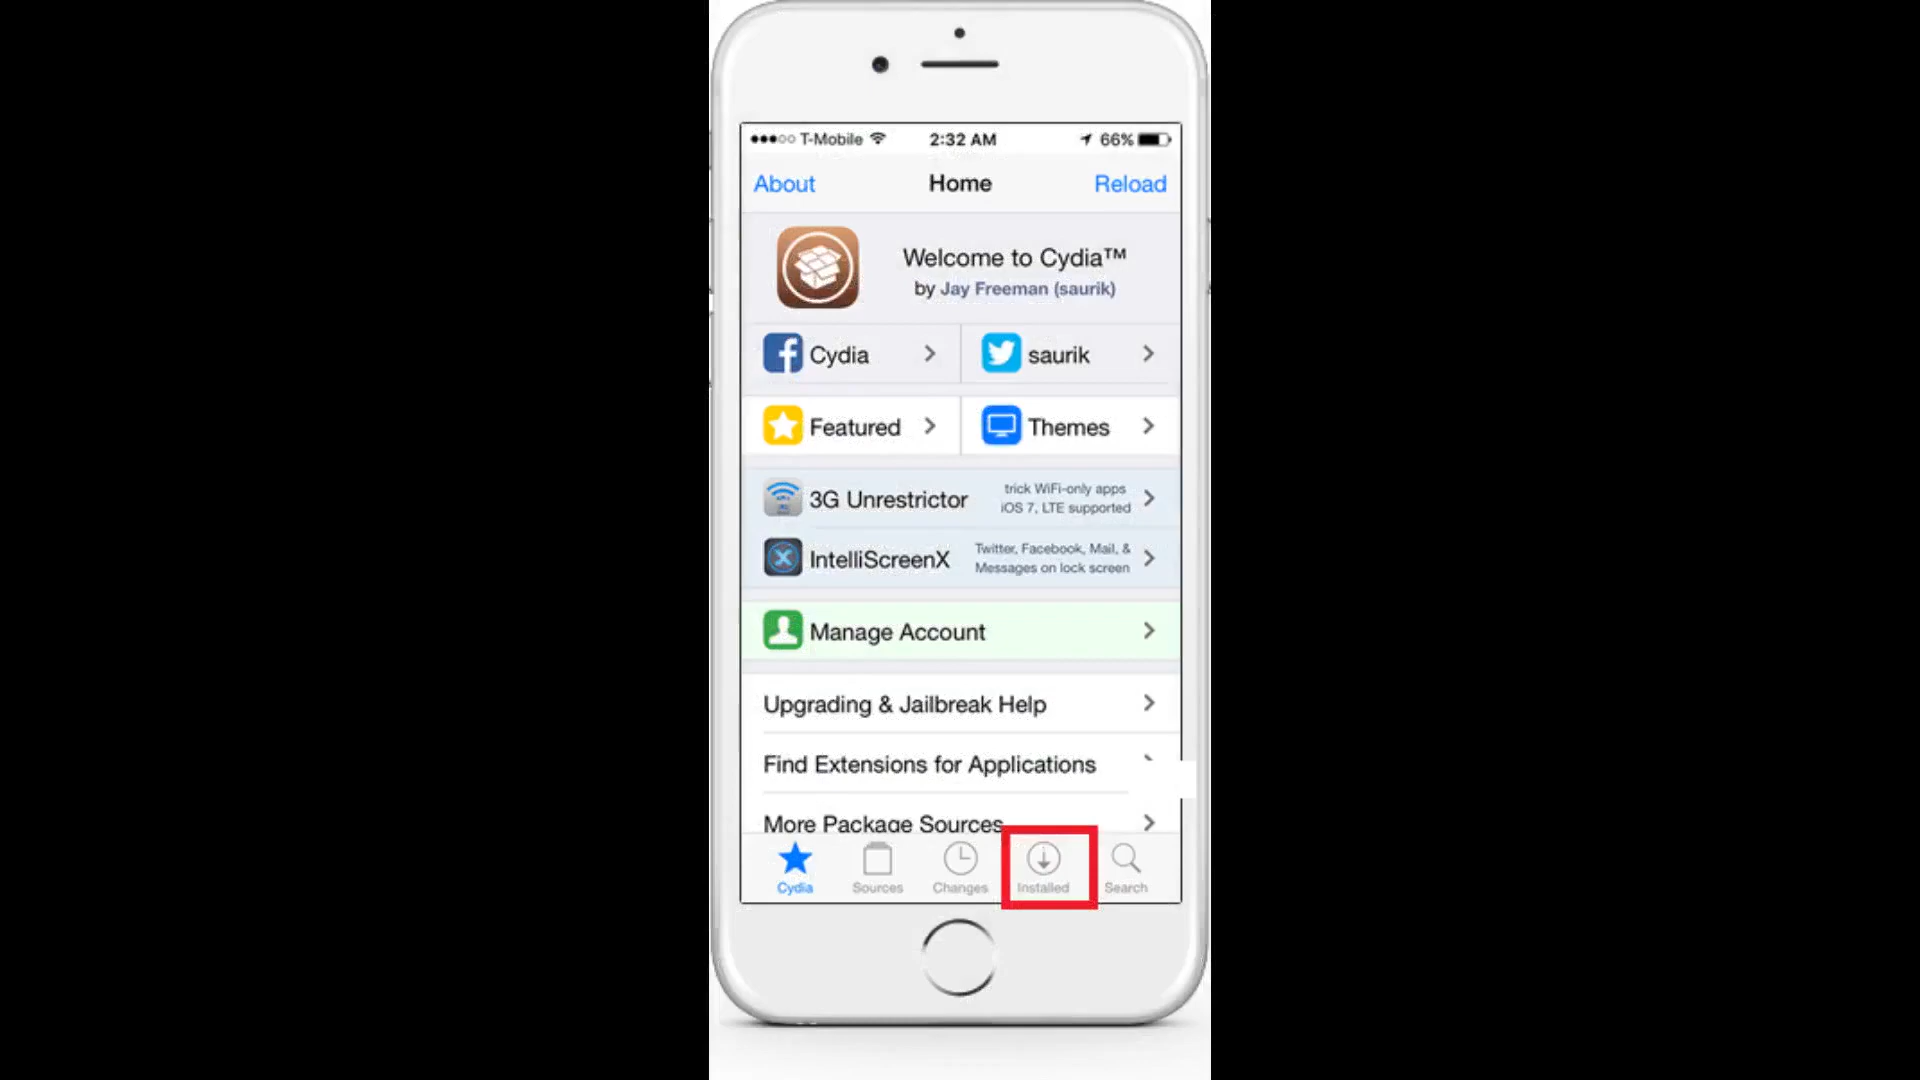 T-Mobile 2:32 AM 66%
About Home Reload
Welcome to Cydia™
by Jay Freeman (saurik)
Cydia saurik
Featured Themes
3G Unrestrictor trick WiFi-only apps
iOS 7, LTE supported
IntelliScreenX Twitter, Facebook, Mail, &
Messages on lock screen
Manage Account
Upgrading & Jailbreak Help
Find Extensions for Applications
More Package Sources
Cydia Sources Changes Installed Search